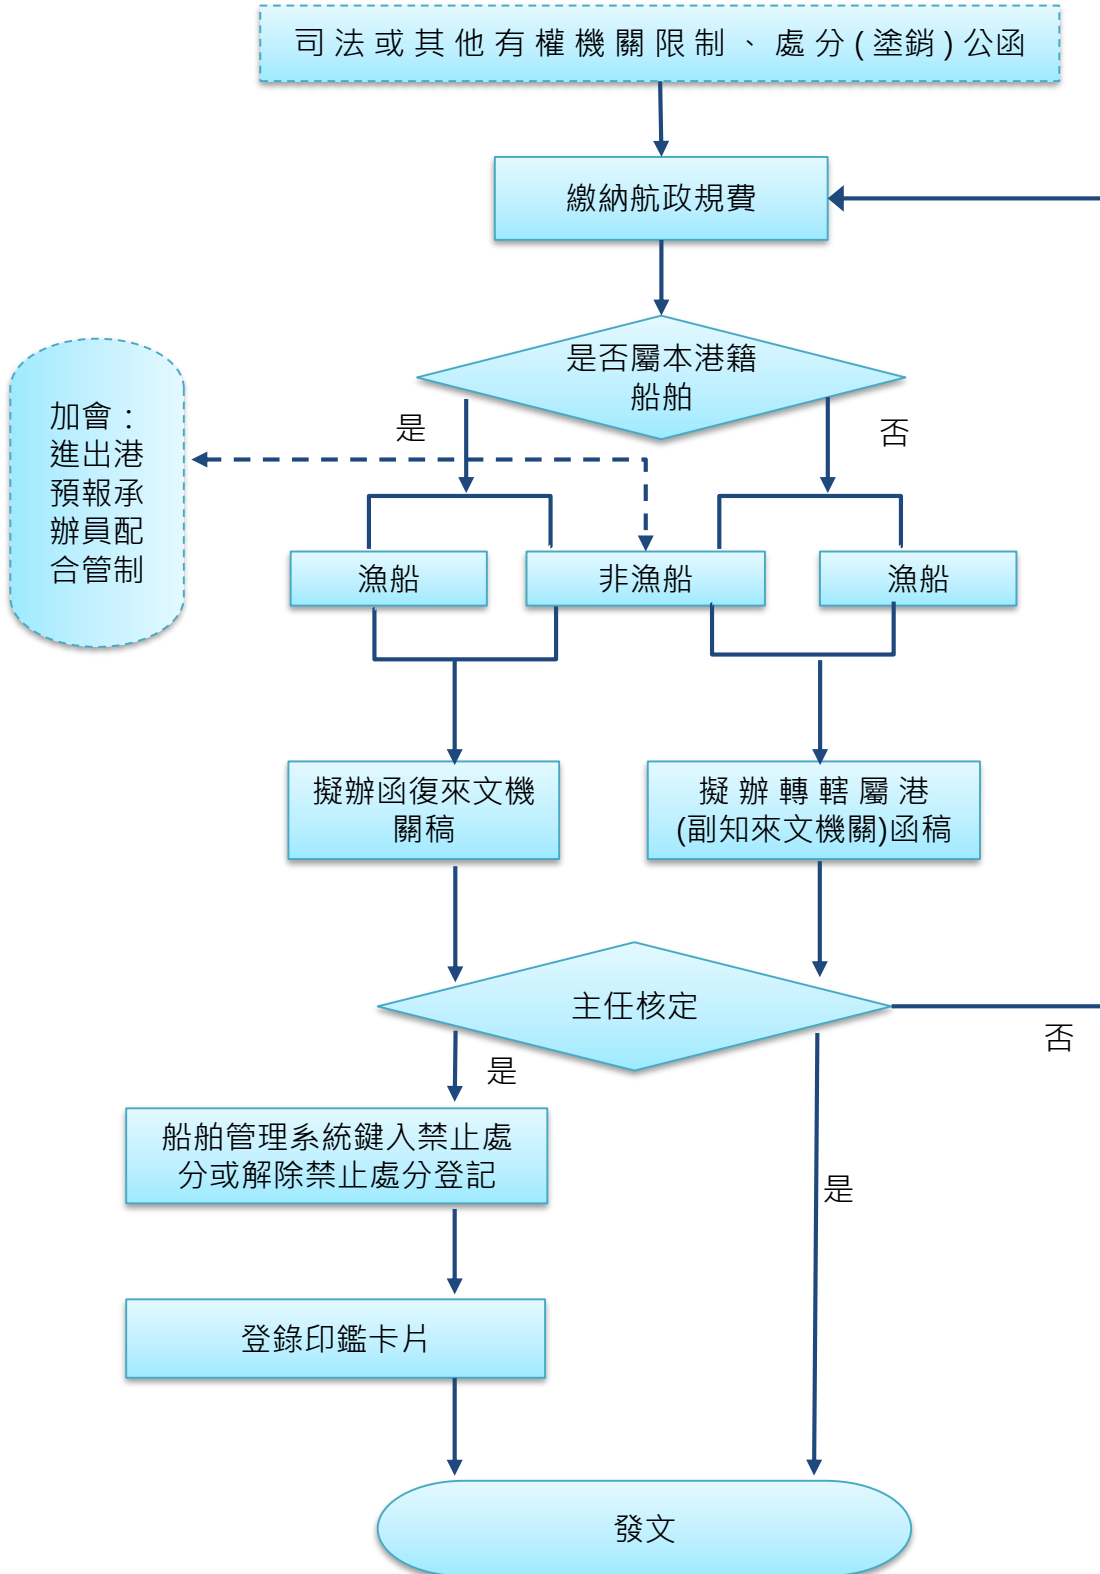 司法或其他有權機關限制、處分(塗銷)公函
繳納航政規費
是否屬本港籍
船舶
加會：
進出港
預報承
辦員配
合管制
是
否
漁船
非漁船
漁船
擬辦函復來文機
關稿
擬辦轉轄屬港
(副知來文機關)函稿
主任核定
否
是
船舶管理系統鍵入禁止處
分或解除禁止處分登記
是
登錄印鑑卡片
發文